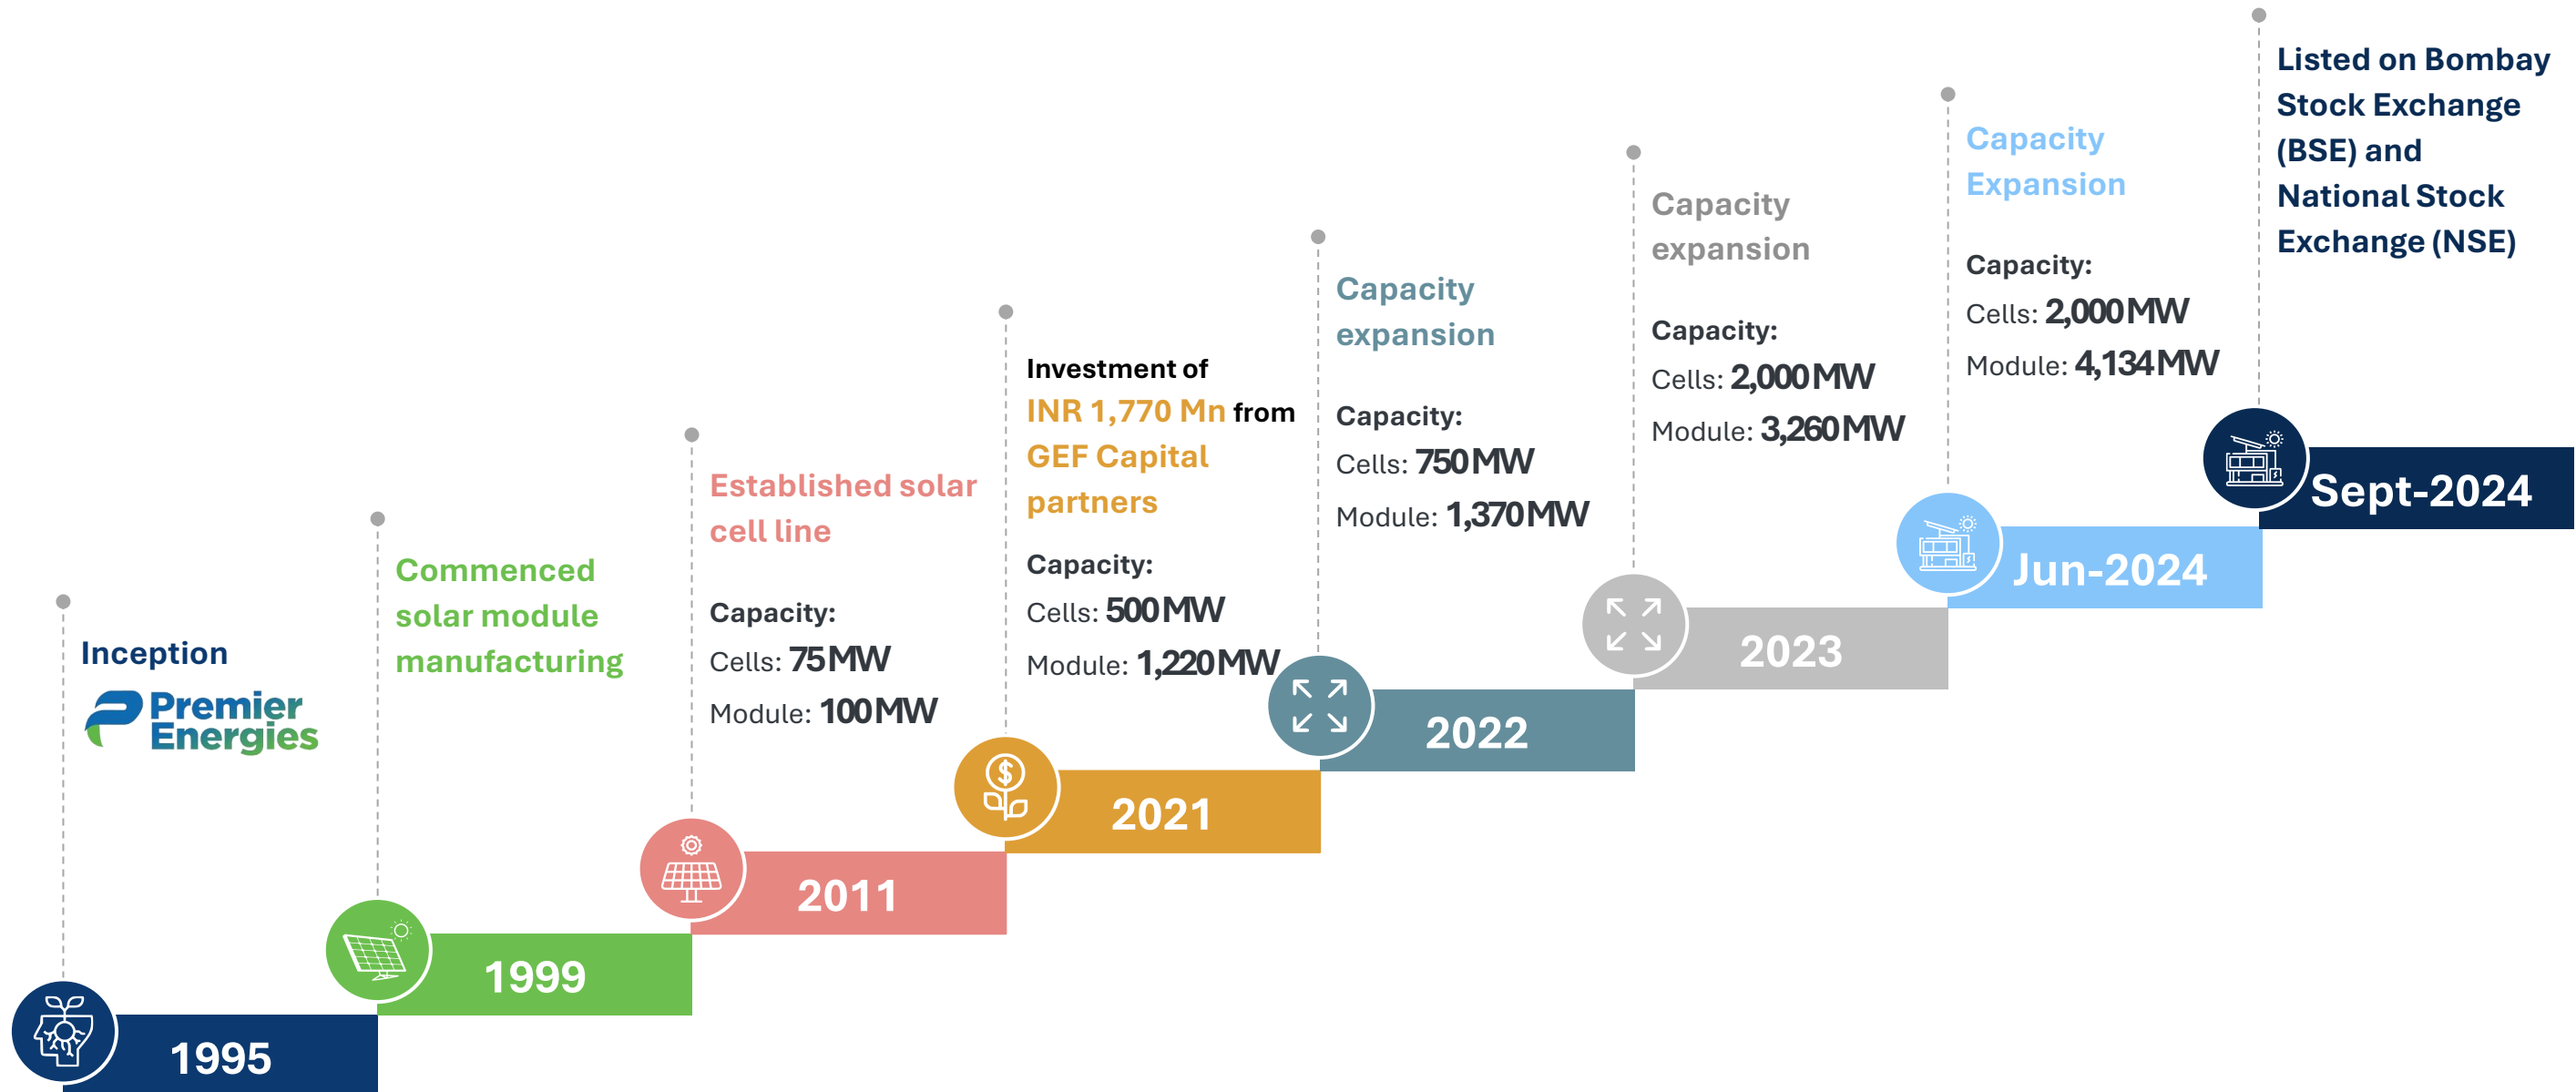 Inception
Premier
Energies
1995
Commenced
solar module
manufacturing
1999
Established solar
cell line
Capacity:
Cells: 75 MW
Module: 100 MW
2011
Investment of
INR 1,770 Mn from
GEF Capital
partners
Capacity:
Cells: 500 MW
Module: 1,220 MW
2021
Capacity
expansion
Capacity:
Cells: 750 MW
Module: 1,370 MW
2022
Capacity
expansion
Capacity:
Cells: 2,000 MW
Module: 3,260 MW
2023
Capacity
Expansion
Capacity:
Cells: 2,000 MW
Module: 4,134 MW
Jun-2024
Listed on Bombay
Stock Exchange
(BSE) and
National Stock
Exchange (NSE)
Sept-2024